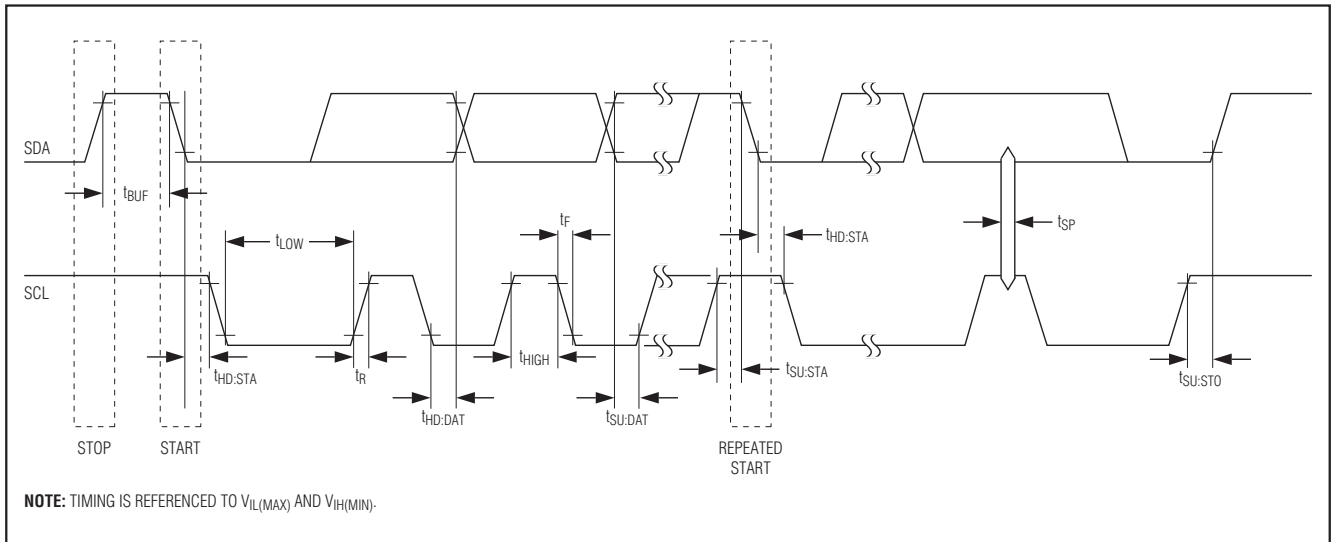 SDA
tBUF
tLOW
tF
tHD:STA
tSP
SCL
tHD:STA
tR
tHD:DAT
tHIGH
tSU:DAT
tSU:STA
tSU:STO
STOP
START
REPEATED
START
NOTE: TIMING IS REFERENCED TO VIL(MAX) AND VIH(MIN).